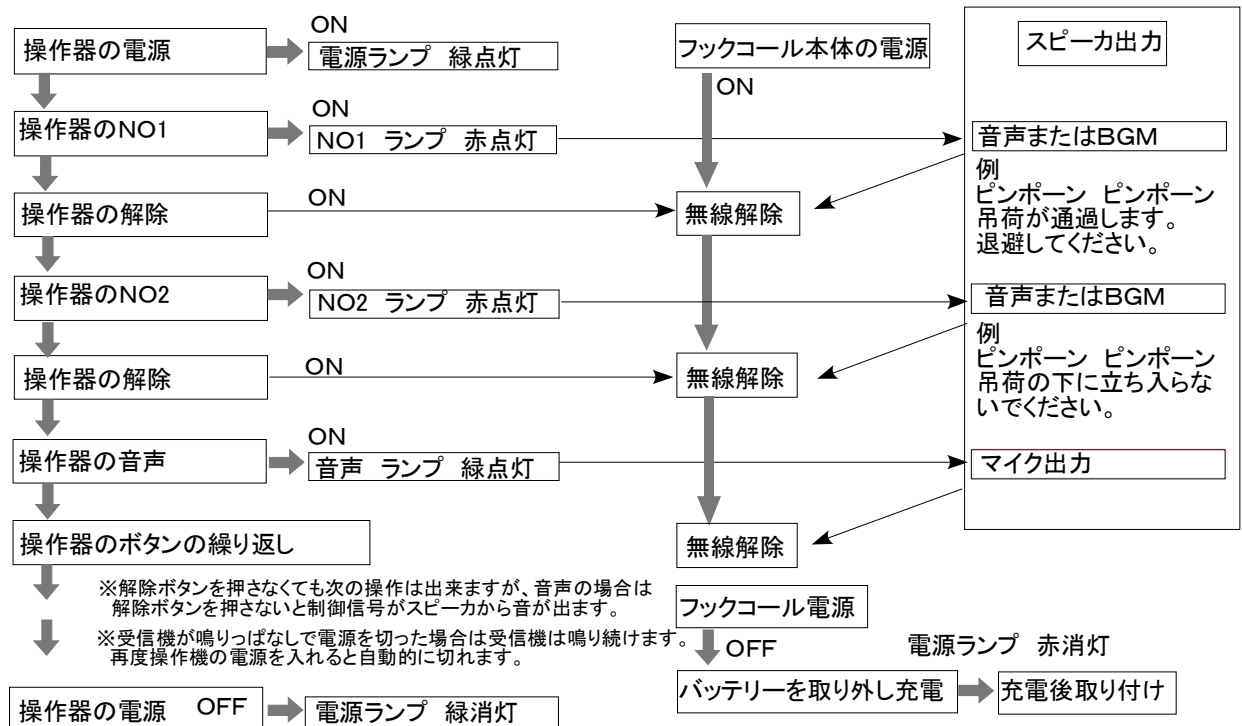 操作器の電源
ON
電源ランプ 緑点灯
フックコール本体の電源
ON
スピーカ出力
操作器のNO1
ON
NO1 ランプ 赤点灯
音声またはBGM
例
ピンポーン ピンポーン
吊荷が通過します。
退避してください。
操作器の解除
ON
無線解除
操作器のNO2
ON
NO2 ランプ 赤点灯
音声またはBGM
例
ピンポーン ピンポーン
吊荷の下に立ち入らな
いでください。
操作器の解除
ON
無線解除
操作器の音声
ON
音声 ランプ 緑点灯
マイク出力
操作器のボタンの繰り返し
無線解除
※解除ボタンを押さなくても次の操作は出来ますが、音声の場合は
解除ボタンを押さないと制御信号がスピーカから音が出ます。
※受信機が鳴りっぱなしで電源を切った場合は受信機は鳴り続けます。
再度操作機の電源を入れると自動的に切れます。
フックコール電源
OFF
電源ランプ 赤消灯
バッテリーを取り外し充電
充電後取り付け
操作器の電源 OFF
電源ランプ 緑消灯